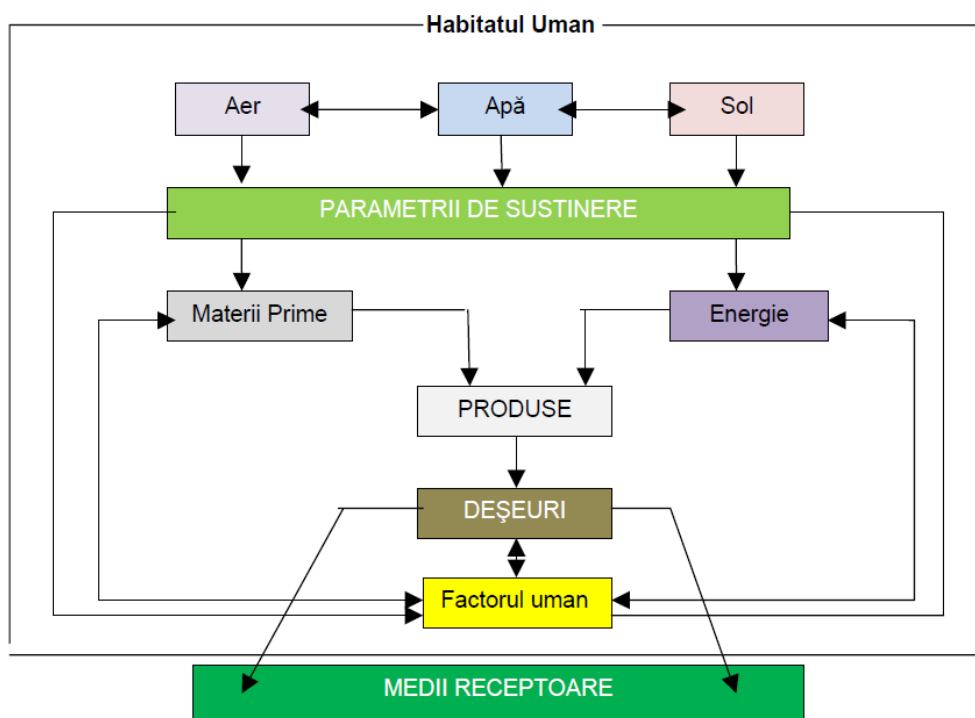 Habitatul Uman
Aer
Apă
Sol
PARAMETRII DE SUSTINERE
Materii Prime
Energie
PRODUSE
DEŞEURI
Factorul uman
MEDII RECEPTOARE